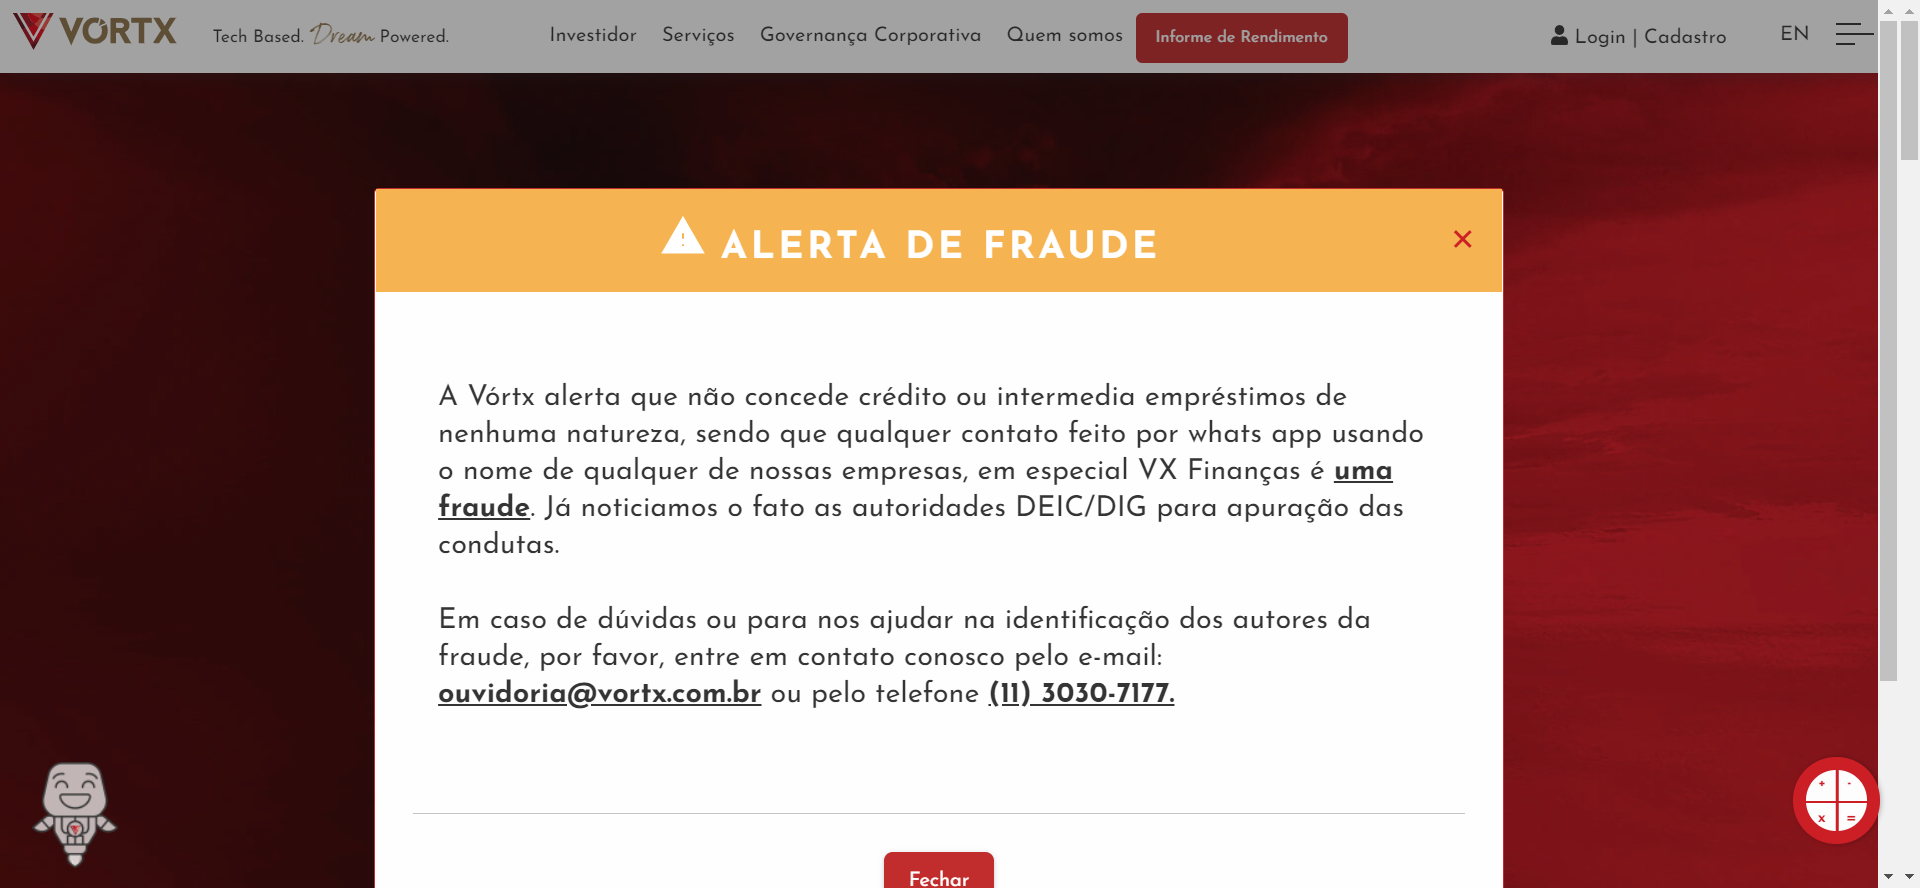 VÓRTX
Tech Based. Dream Powered.
Investidor Serviços Governança Corporativa Quem somos Informe de Rendimento
Login | Cadastro EN
ALERTA DE FRAUDE
A Vórtx alerta que não concede crédito ou intermedia empréstimos de
nenhuma natureza, sendo que qualquer contato feito por whats app usando
o nome de qualquer de nossas empresas, em especial VX Finanças é uma
fraude. Já noticiamos o fato as autoridades DEIC/DIG para apuração das
condutas.
Em caso de dúvidas ou para nos ajudar na identificação dos autores da
fraude, por favor, entre em contato conosco pelo e-mail:
ouvidoria@vortx.com.br ou pelo telefone (11) 3030-7177.
+ -
x =
Fechar